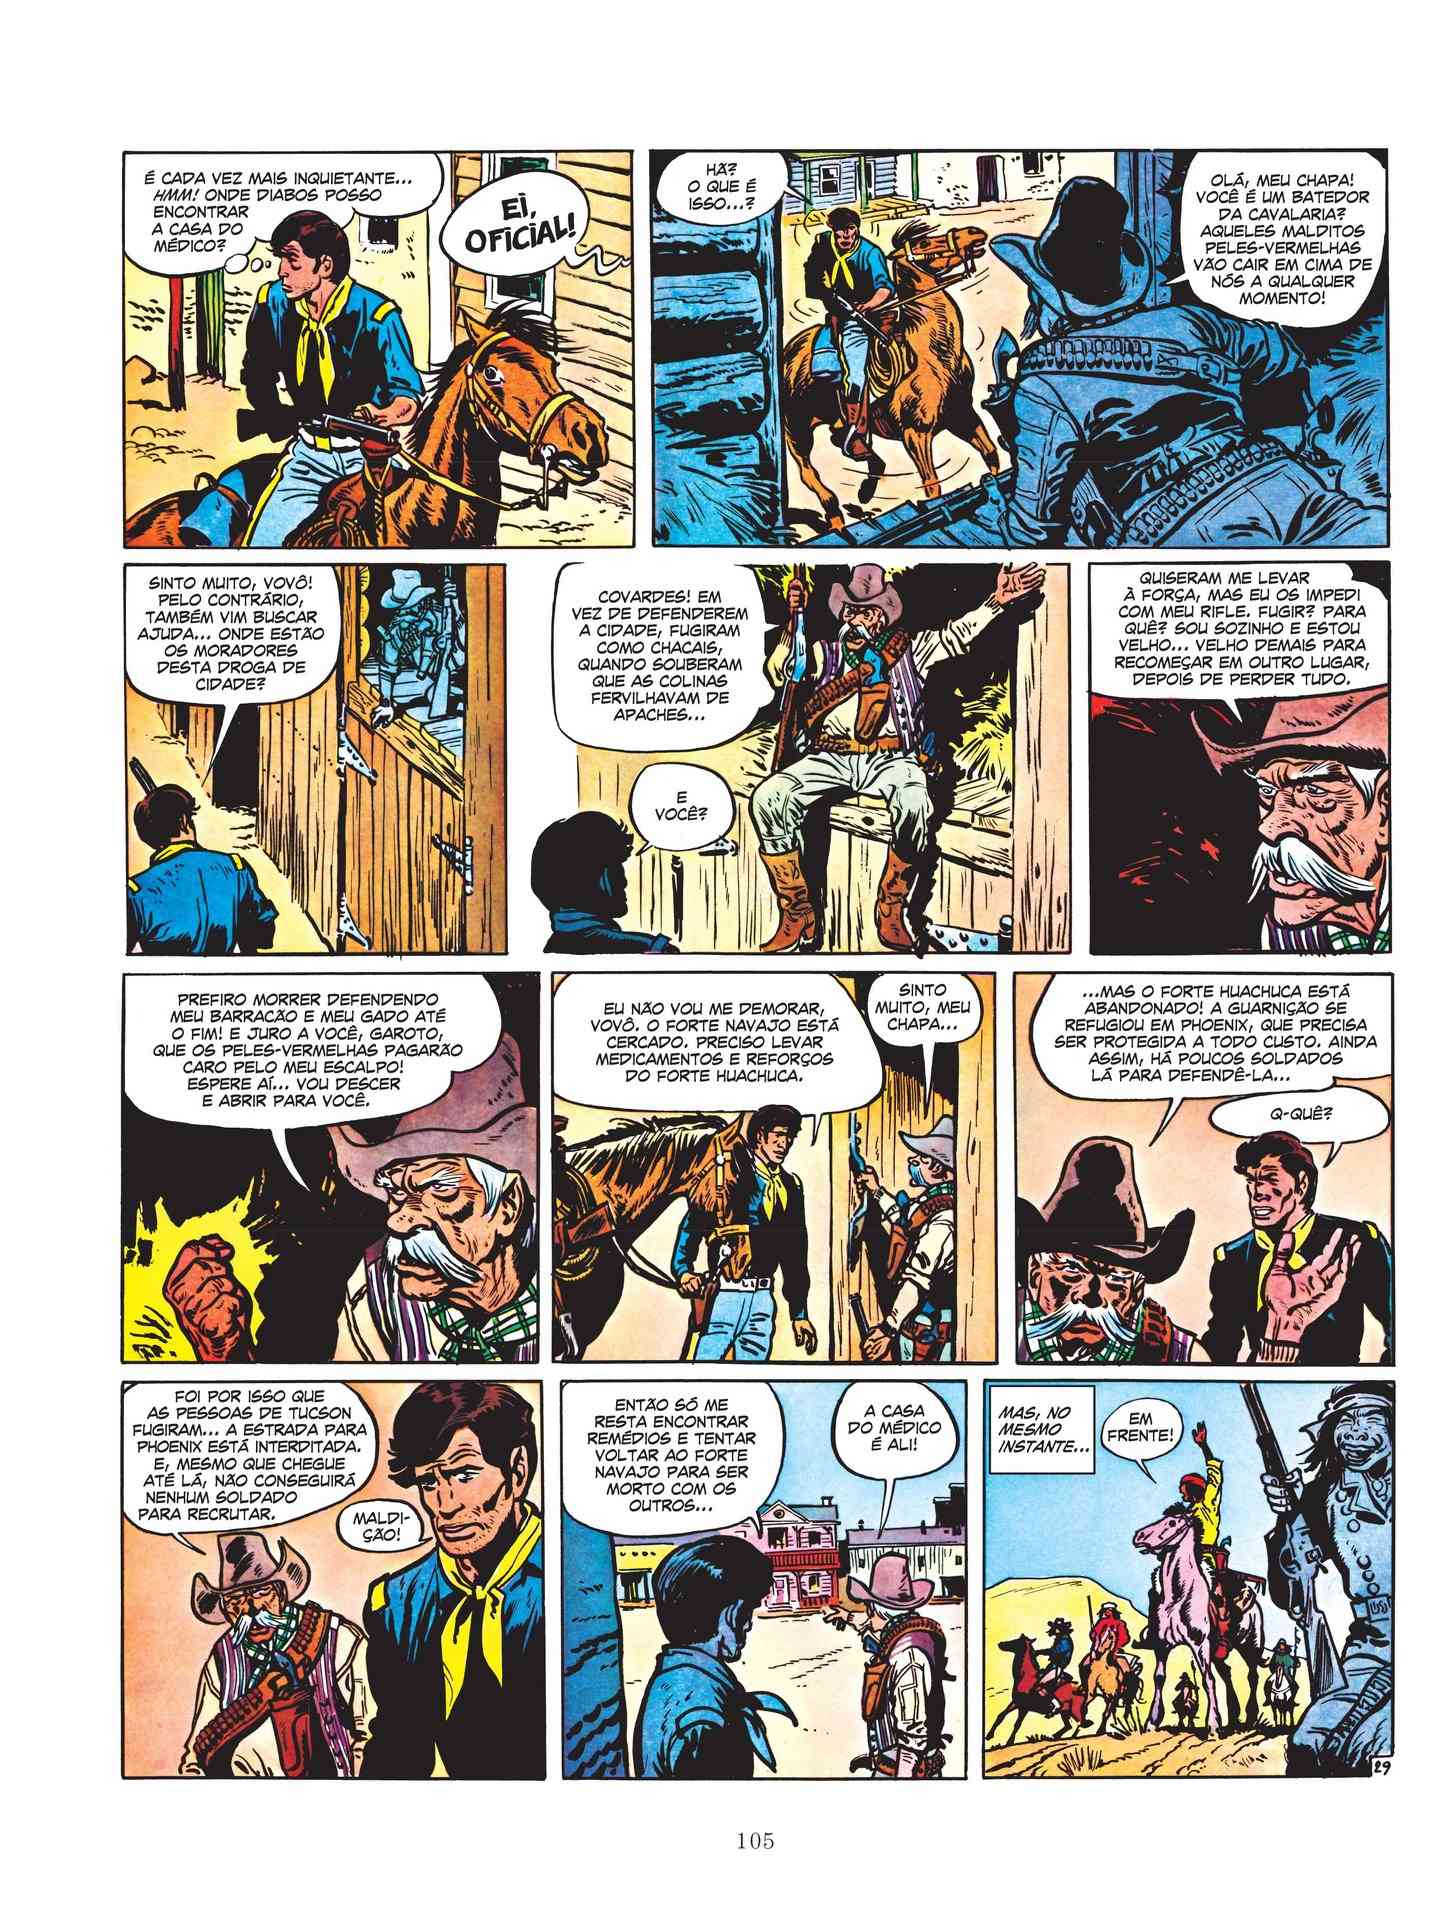 É CADA VEZ MAIS INQUIETANTE...
HMM! ONDE DIABOS POSSO
ENCONTRAR
A CASA DO
MÉDICO?
EI,
OFICIAL!
HÃ?
O QUE É
ISSO...?
OLÁ, MEU CHAPA!
VOCÊ É UM BATEDOR
DA CAVALARIA?
AQUELES MALDITOS
PELES-VERMELHAS
VÃO CAIR EM CIMA DE
NÓS A QUALQUER
MOMENTO!
SINTO MUITO, VOVÔ!
PELO CONTRÁRIO,
TAMBÉM VIM BUSCAR
AJUDA... ONDE ESTÃO
OS MORADORES
DESTA DROGA DE
CIDADE?
COVARDES! EM
VEZ DE DEFENDEREM
A CIDADE, FUGIRAM
COMO CHACAIS,
QUANDO SOUBERAM
QUE AS COLINAS
FERVILHAVAM DE
APACHES...
E
VOCÊ?
QUISERAM ME LEVAR
À FORÇA, MAS EU OS IMPEDI
COM MEU RIFLE. FUGIR? PARA
QUÊ? SOU SOZINHO E ESTOU
VELHO... VELHO DEMAIS PARA
RECOMEÇAR EM OUTRO LUGAR,
DEPOIS DE PERDER TUDO.
PREFIRO MORRER DEFENDENDO
MEU BARRACÃO E MEU GADO ATÉ
O FIM! E JURO A VOCÊ, GAROTO,
QUE OS PELES-VERMELHAS PAGARÃO
CARO PELO MEU ESCALPO!
ESPERE AÍ... VOU DESCER
E ABRIR PARA VOCÊ.
EU NÃO VOU ME DEMORAR,
VOVÔ. O FORTE NAVAJO ESTÁ
CERCADO. PRECISO LEVAR
MEDICAMENTOS E REFORÇOS
DO FORTE HUACHUCA.
SINTO
MUITO, MEU
CHAPA...
...MAS O FORTE HUACHUCA ESTÁ
ABANDONADO! A GUARNIÇÃO SE
REFUGIOU EM PHOENIX, QUE PRECISA
SER PROTEGIDA A TODO CUSTO. AINDA
ASSIM, HÁ POUCOS SOLDADOS
LÁ PARA DEFENDÊ-LA...
Q-QUÊ?
FOI POR ISSO QUE
AS PESSOAS DE TUCSON
FUGIRAM... A ESTRADA PARA
PHOENIX ESTÁ INTERDITADA.
E, MESMO QUE CHEGUE
ATÉ LÁ, NÃO CONSEGUIRÁ
NENHUM SOLDADO
PARA RECRUTAR.
MALDI-
ÇÃO!
ENTÃO SÓ ME
RESTA ENCONTRAR
REMÉDIOS E TENTAR
VOLTAR AO FORTE
NAVAJO PARA SER
MORTO COM OS
OUTROS...
A CASA
DO MÉDICO
É ALI!
MAS, NO
MESMO
INSTANTE...
EM
FRENTE!
29
105